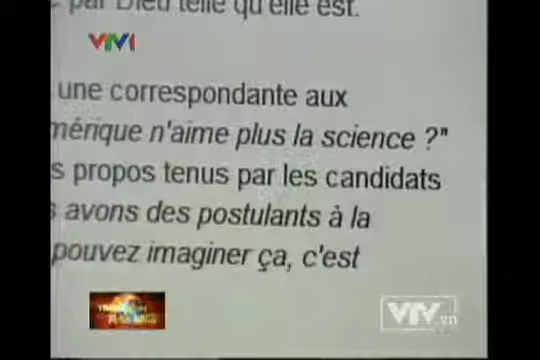 par Dieu telle qu'elle est.
VTV1
une correspondante aux
mérique n'aime plus la science ?"
s propos tenus par les candidats
s avons des postulants à la
pouvez imaginer ça, c'est
VTV.vn